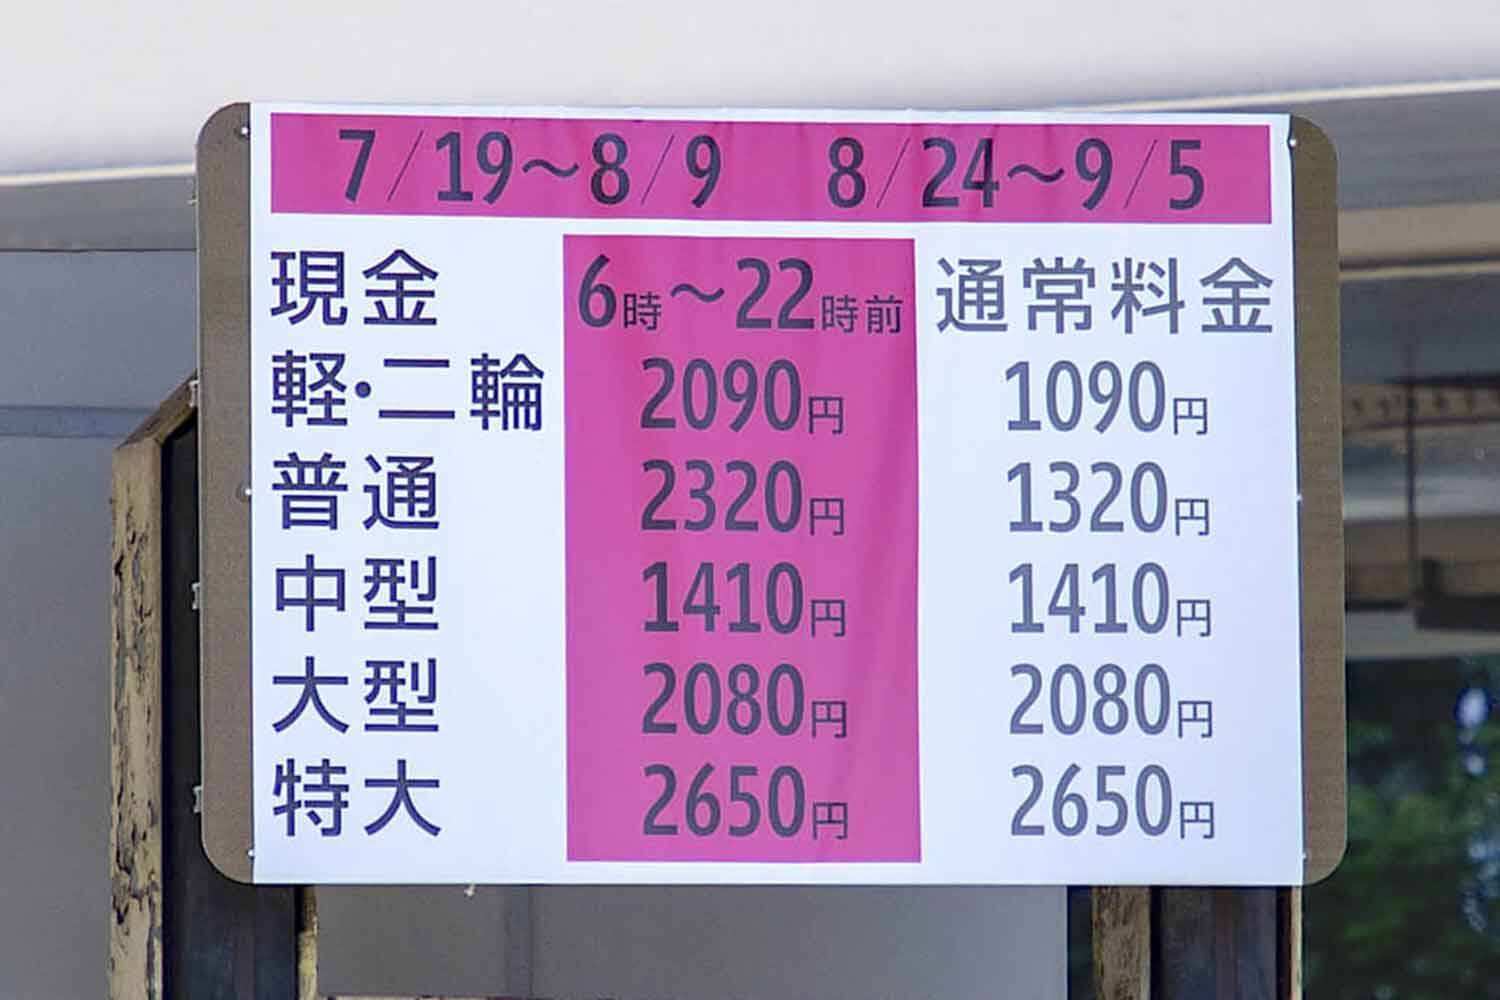 7/19～8/9 8/24～9/5
現金 6時～22時前 通常料金
軽・二輪 2090円 1090円
普通 2320円 1320円
中型 1410円 1410円
大型 2080円 2080円
特大 2650円 2650円